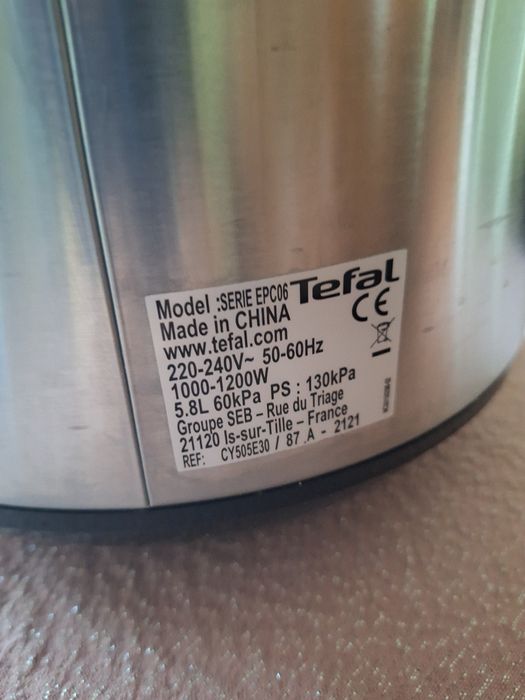 Model :SERIE EPC06 Tefal
Made in CHINA CE
www.tefal.com
220-240V~ 50-60Hz
1000-1200W
5.8L 60kPa PS : 130kPa
Groupe SEB – Rue du Triage
21120 Is-sur-Tille – France
REF: CY505E30 / 87 A - 2121